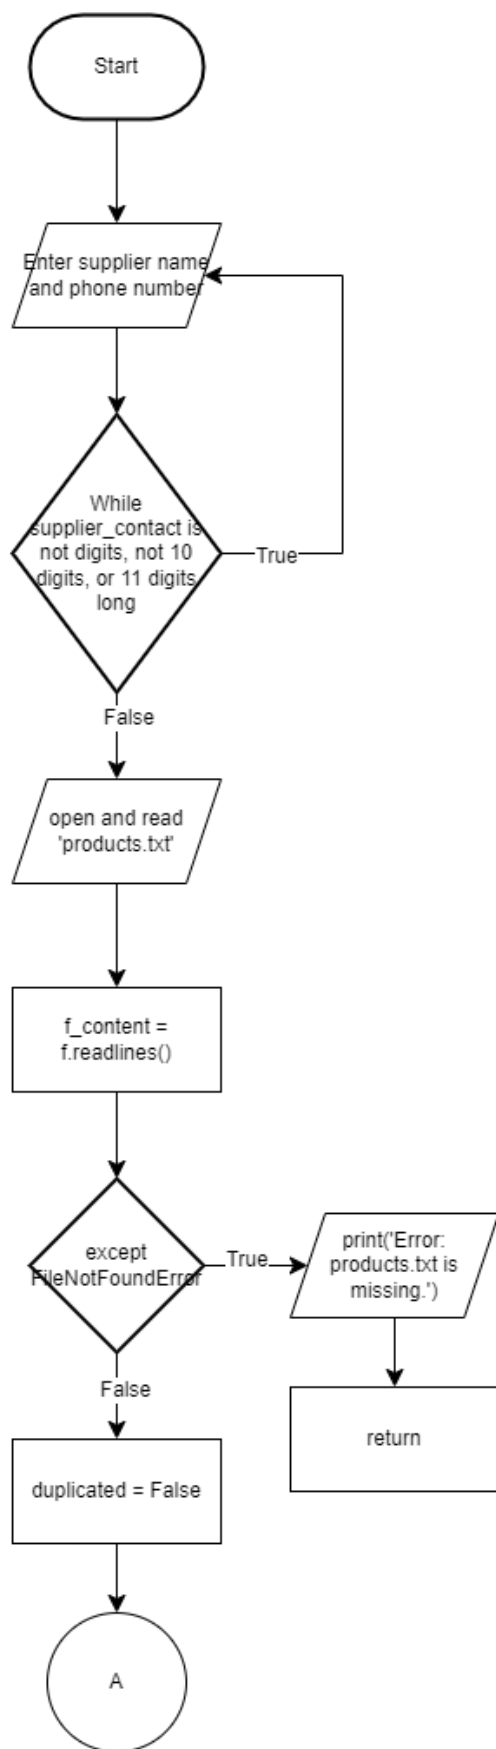 Start
Enter supplier name
and phone number
While
supplier_contact is
not digits, not 10
digits, or 11 digits
long
True
False
open and read
'products.txt'
f_content =
f.readlines()
except
FileNotFoundError
True
print('Error:
products.txt is
missing.')
return
False
duplicated = False
A